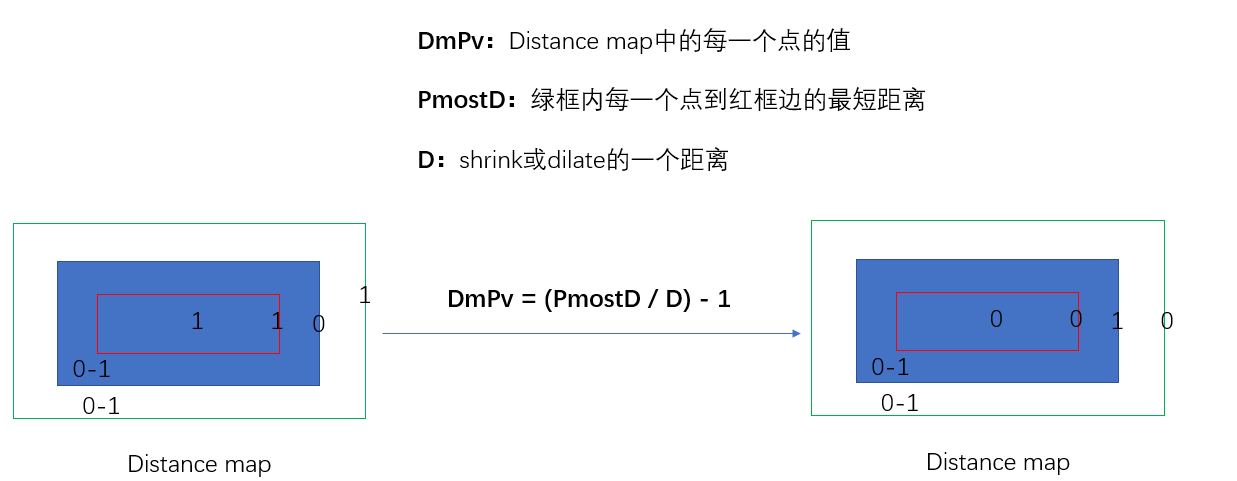 DmPv：Distance map中的每一个点的值
PmostD：绿框内每一个点到红框边的最短距离
D：shrink或dilate的一个距离
1
1
1
0
0-1
0-1
Distance map
DmPv = (PmostD / D) - 1
0
0
1
0
0-1
0-1
Distance map